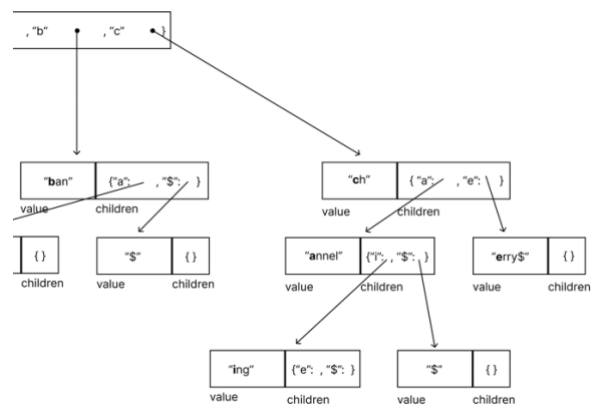 , "b" , "c" }
"ban" {"a": , "$": }
value children
"ch" { "a": , "e": }
value children
{ }
children
"$" { }
value children
"annel" {"i": , "$": }
value children
"erry$" { }
value children
"ing" {"e": , "$": }
value children
"$" { }
value children